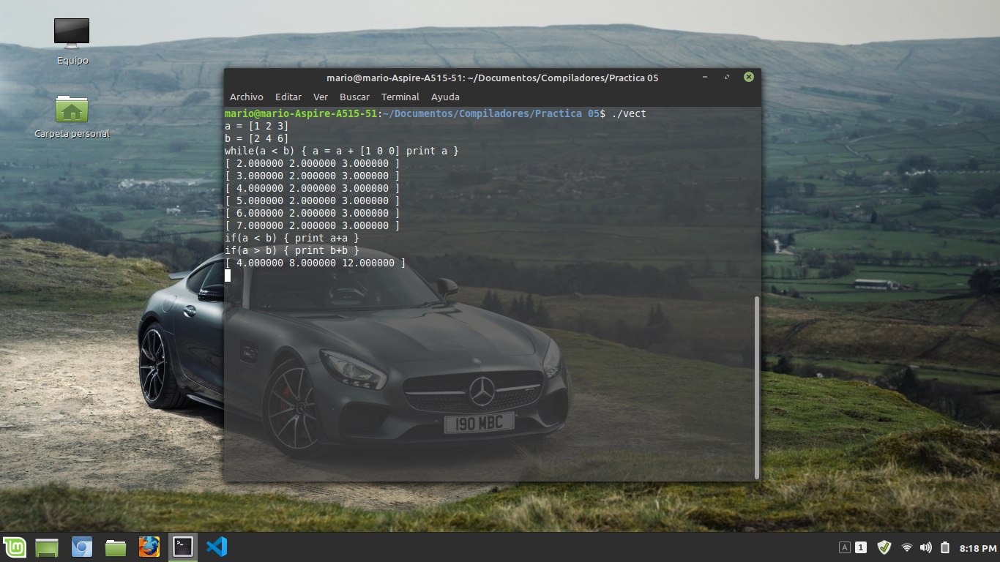 Equipo
Carpeta personal
mario@mario-Aspire-A515-51: ~/Documentos/Compiladores/Practica 05
Archivo Editar Ver Buscar Terminal Ayuda
mario@mario-Aspire-A515-51:~/Documentos/Compiladores/Practica 05$ ./vect
a = [1 2 3]
b = [2 4 6]
while(a < b) { a = a + [1 0 0] print a }
[ 2.000000 2.000000 3.000000 ]
[ 3.000000 2.000000 3.000000 ]
[ 4.000000 2.000000 3.000000 ]
[ 5.000000 2.000000 3.000000 ]
[ 6.000000 2.000000 3.000000 ]
[ 7.000000 2.000000 3.000000 ]
if(a < b) { print a+a }
if(a > b) { print b+b }
[ 4.000000 8.000000 12.000000 ]
190 MBC
A 1 8:18 PM